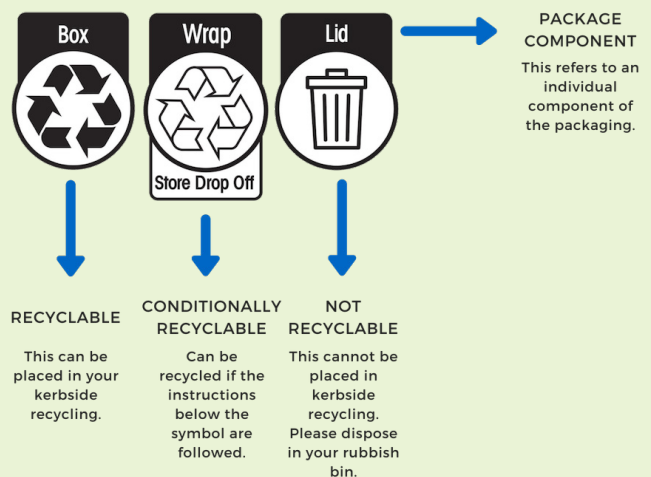 Box
Wrap
Lid
Store Drop Off
PACKAGE
COMPONENT
This refers to an
individual
component of
the packaging.
RECYCLABLE
This can be
placed in your
kerbside
recycling.
CONDITIONALLY
RECYCLABLE
Can be
recycled if the
instructions
below the
symbol are
followed.
NOT
RECYCLABLE
This cannot be
placed in
kerbside
recycling.
Please dispose
in your rubbish
bin.